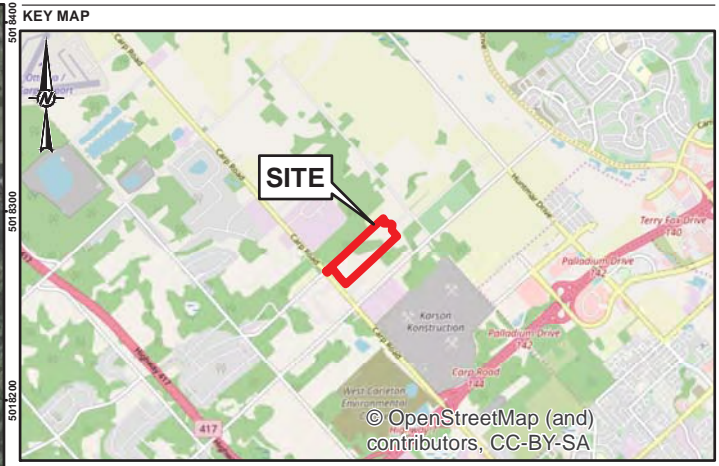 KEY MAP
5018400
5018300
5018200
N
SITE
Carp Road
Carp Road
Carp Road
Carp Road
Carp Road
144
Huntmar Drive
Terry Fox Drive
140
Palladium Drive
142
Palladium Drive
142
Karson
Konstruction
West Carleton
Environmental
Highway 417
417
417
© OpenStreetMap (and)
contributors, CC-BY-SA